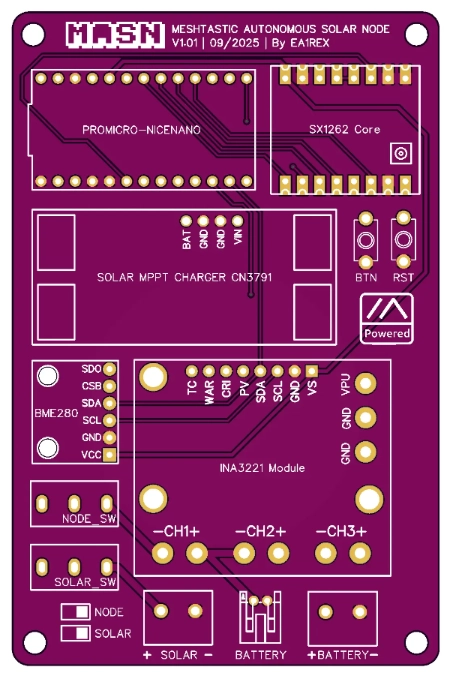 MASN
MESHTASTIC AUTONOMOUS SOLAR NODE
V1.01 | 09/2025 | By EA1REX
PROMICRO-NICENANO
SX1262 Core
BAT GND GND VIN
SOLAR MPPT CHARGER CN3791
BTN RST
Powered
SDO
CSB
SDA
SCL
GND
VCC
BME280
TC WAR CRI PV SDA SCL GND VS
VPU
GND
GND
INA3221 Module
-CH1+ -CH2+ -CH3+
NODE_SW
SOLAR_SW
NODE
SOLAR
+ SOLAR -
BATTERY
+BATTERY-